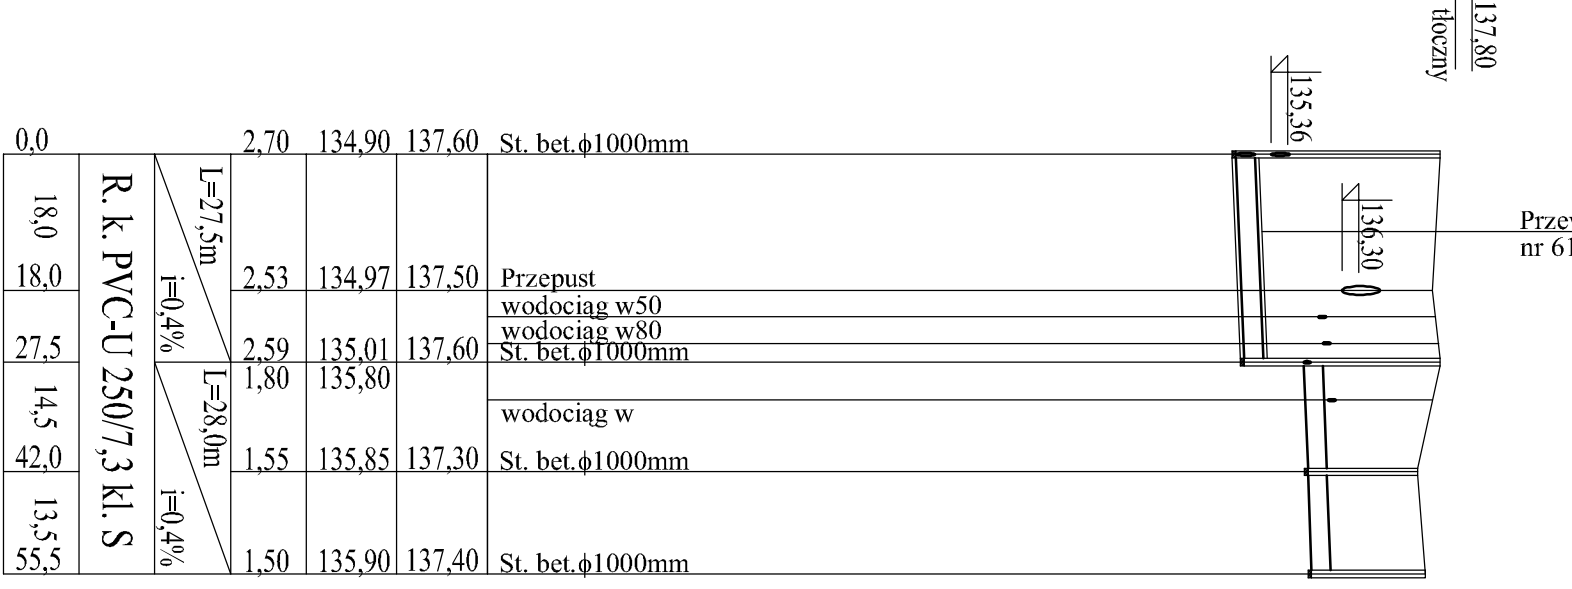 137,80
tłoczny
135,36
0,0 2,70 134,90 137,60 St. bet.ϕ1000mm
18,0
R. k. PVC-U 250/7,3 kl. S
L=27,5m
i=0,4%
136,30
nr 61
18,0 2,53 134,97 137,50 Przepust
wodociąg w50
wodociąg w80
27,5 2,59 135,01 137,60 St. bet.ϕ1000mm
1,80 135,80
14,5
L=28,0m
i=0,4%
wodociąg w
42,0 1,55 135,85 137,30 St. bet.ϕ1000mm
13,5
55,5 1,50 135,90 137,40 St. bet.ϕ1000mm